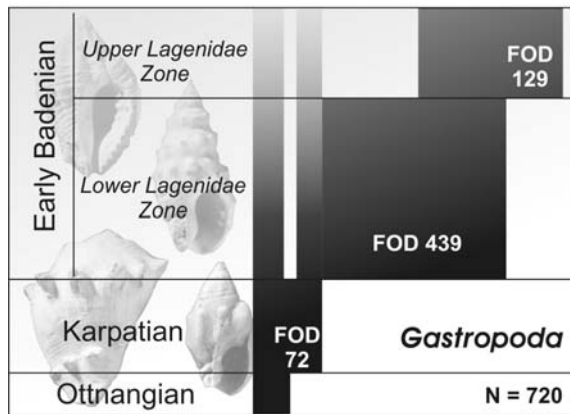 Early Badenian
Upper Lagenidae
Zone
FOD
129
Lower Lagenidae
Zone
FOD 439
Karpatian
FOD
72
Gastropoda
Ottnangian
N = 720